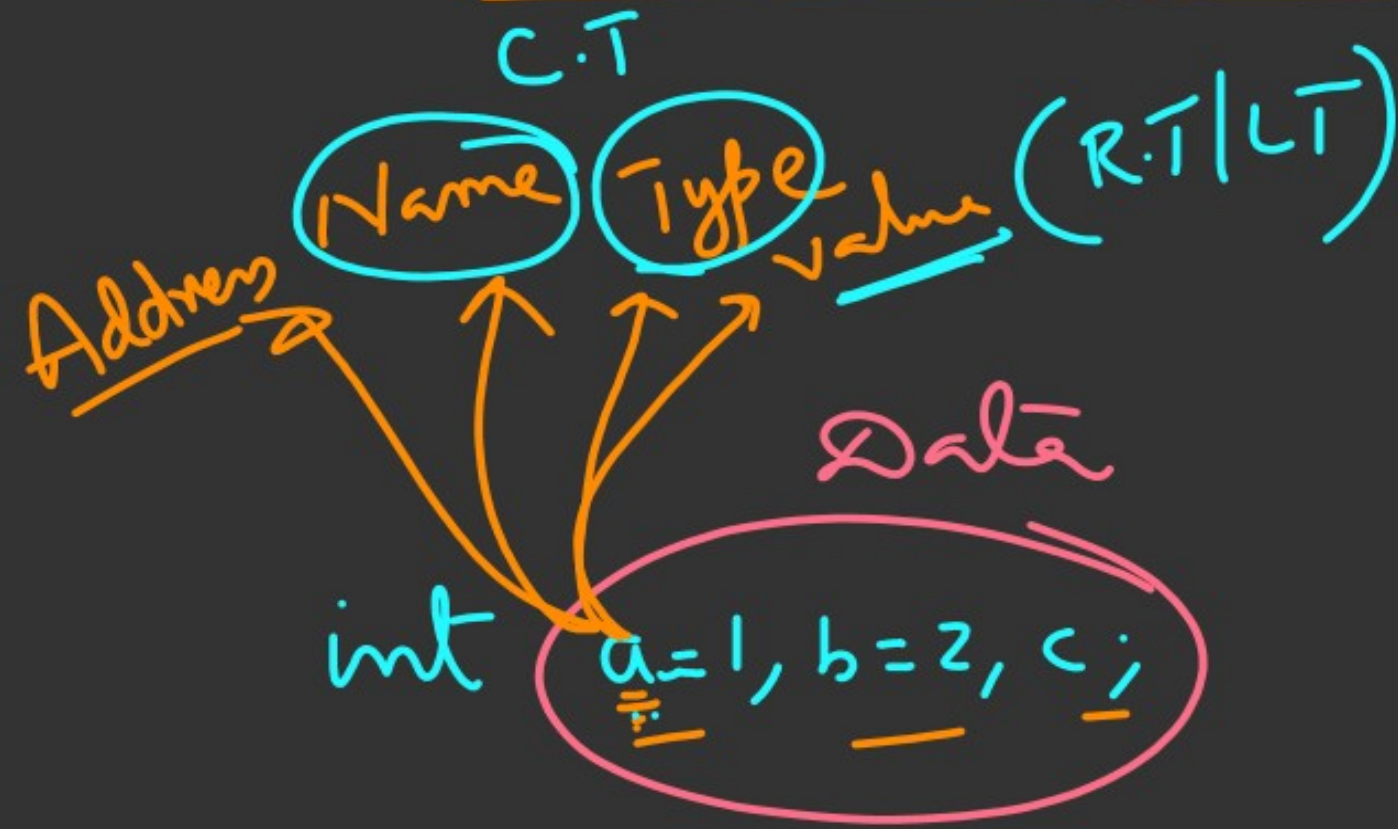 C.T
Name Type value (R.T|LT)
Address
Data
int a=1, b=2, c;